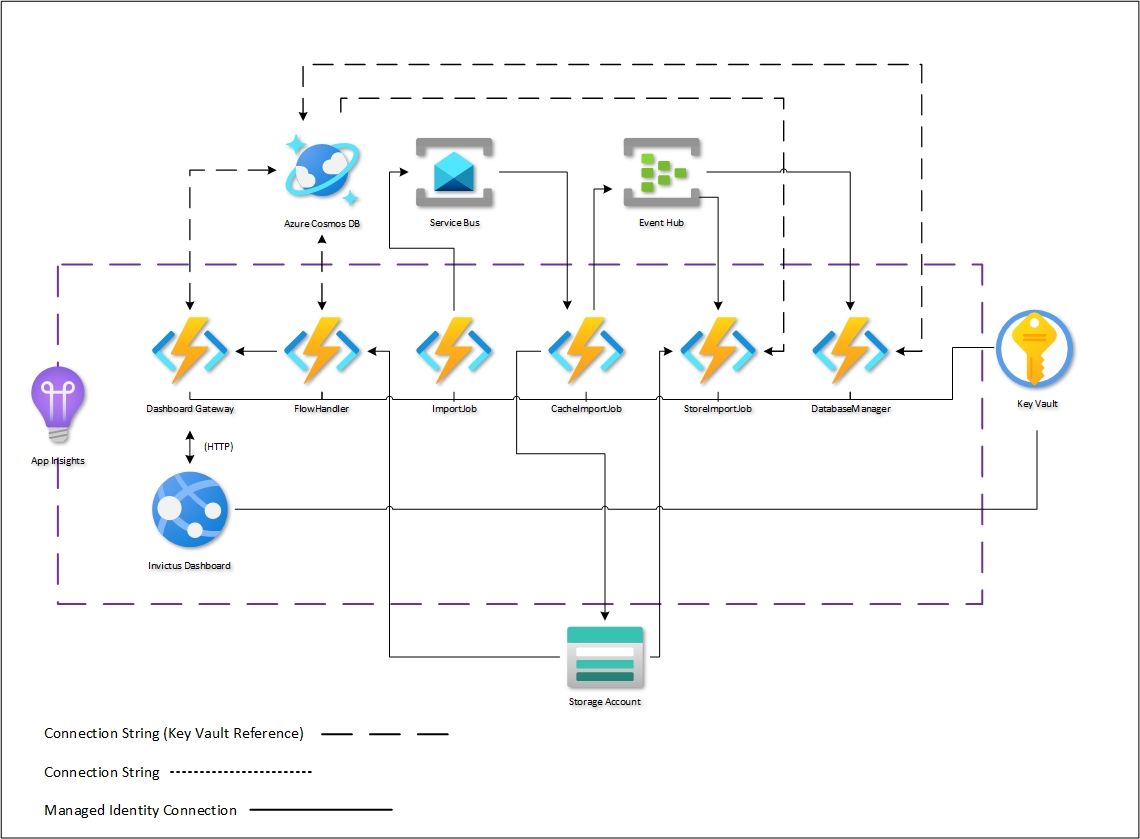 Azure Cosmos DB
Service Bus
Event Hub
Dashboard Gateway
FlowHandler
ImportJob
CacheImportJob
StoreImportJob
DatabaseManager
Key Vault
(HTTP)
App Insights
Invictus Dashboard
Storage Account
Connection String (Key Vault Reference)
Connection String
Managed Identity Connection